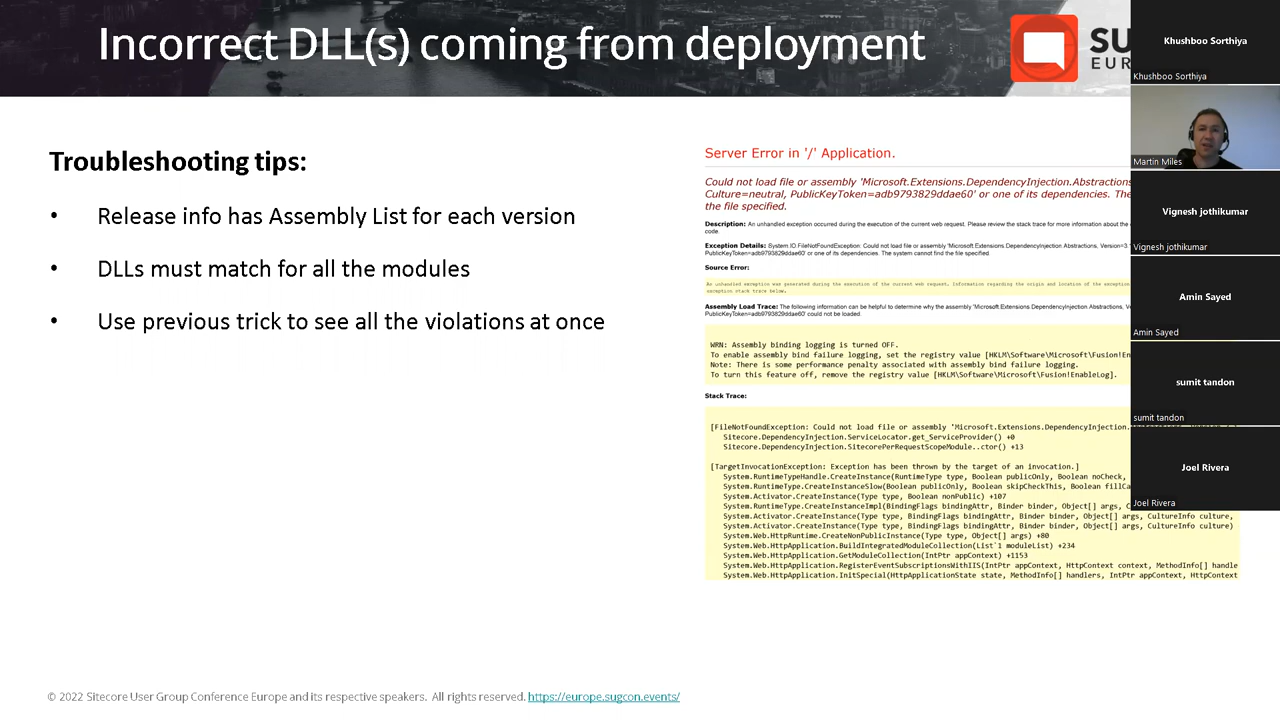 Incorrect DLL(s) coming from deployment
SU
EUR
Troubleshooting tips:
• Release info has Assembly List for each version
• DLLs must match for all the modules
• Use previous trick to see all the violations at once
Server Error in '/' Application.
Could not load file or assembly 'Microsoft.Extensions.DependencyInjection.Abstractions
Culture=neutral, PublicKeyToken=adb9793829ddae60' or one of its dependencies. The
the file specified.
Description: An unhandled exception occurred during the execution of the current web request. Please review the stack trace for more information about the
code.
Exception Details: System.IO.FileNotFoundException: Could not load file or assembly 'Microsoft.Extensions.DependencyInjection.Abstractions, Version=3.
PublicKeyToken=adb9793829ddae60' or one of its dependencies. The system cannot find the file specified.
Source Error:
An unhandled exception was generated during the execution of the current web request. Information regarding the origin and location of the exception
exception stack trace below.
Assembly Load Trace: The following information can be helpful to determine why the assembly 'Microsoft.Extensions.DependencyInjection.Abstractions, Ve
PublicKeyToken=adb9793829ddae60' could not be loaded.
WRN: Assembly binding logging is turned OFF.
To enable assembly bind failure logging, set the registry value [HKLM\Software\Microsoft\Fusion!En
Note: There is some performance penalty associated with assembly bind failure logging.
To turn this feature off, remove the registry value [HKLM\Software\Microsoft\Fusion!EnableLog].
Stack Trace:
[FileNotFoundException: Could not load file or assembly 'Microsoft.Extensions.DependencyInjection.
Sitecore.DependencyInjection.ServiceLocator.get_ServiceProvider() +0
Sitecore.DependencyInjection.SitecorePerRequestScopeModule..ctor() +13
[TargetInvocationException: Exception has been thrown by the target of an invocation.]
System.RuntimeTypeHandle.CreateInstance(RuntimeType type, Boolean publicOnly, Boolean noCheck,
System.RuntimeType.CreateInstanceSlow(Boolean publicOnly, Boolean skipCheckThis, Boolean fillCa
System.Activator.CreateInstance(Type type, Boolean nonPublic) +107
System.RuntimeType.CreateInstanceImpl(BindingFlags bindingAttr, Binder binder, Object[] args, C
System.Activator.CreateInstance(Type type, BindingFlags bindingAttr, Binder binder, Object[] args, CultureInfo culture,
System.Activator.CreateInstance(Type type, BindingFlags bindingAttr, Binder binder, Object[] args, CultureInfo culture)
System.Web.HttpRuntime.CreateNonPublicInstance(Type type, Object[] args) +80
System.Web.HttpApplication.BuildIntegratedModuleCollection(List`1 moduleList) +234
System.Web.HttpApplication.GetModuleCollection(IntPtr appContext) +1153
System.Web.HttpApplication.RegisterEventSubscriptionsWithIIS(IntPtr appContext, HttpContext context, MethodInfo[] handle
System.Web.HttpApplication.InitSpecial(HttpApplicationState state, MethodInfo[] handlers, IntPtr appContext, HttpContext
Khushboo Sorthiya
Khushboo Sorthiya
Martin Miles
Vignesh jothikumar
Vignesh jothikumar
Amin Sayed
Amin Sayed
sumit tandon
sumit tandon
Joel Rivera
Joel Rivera
© 2022 Sitecore User Group Conference Europe and its respective speakers. All rights reserved. https://europe.sugcon.events/